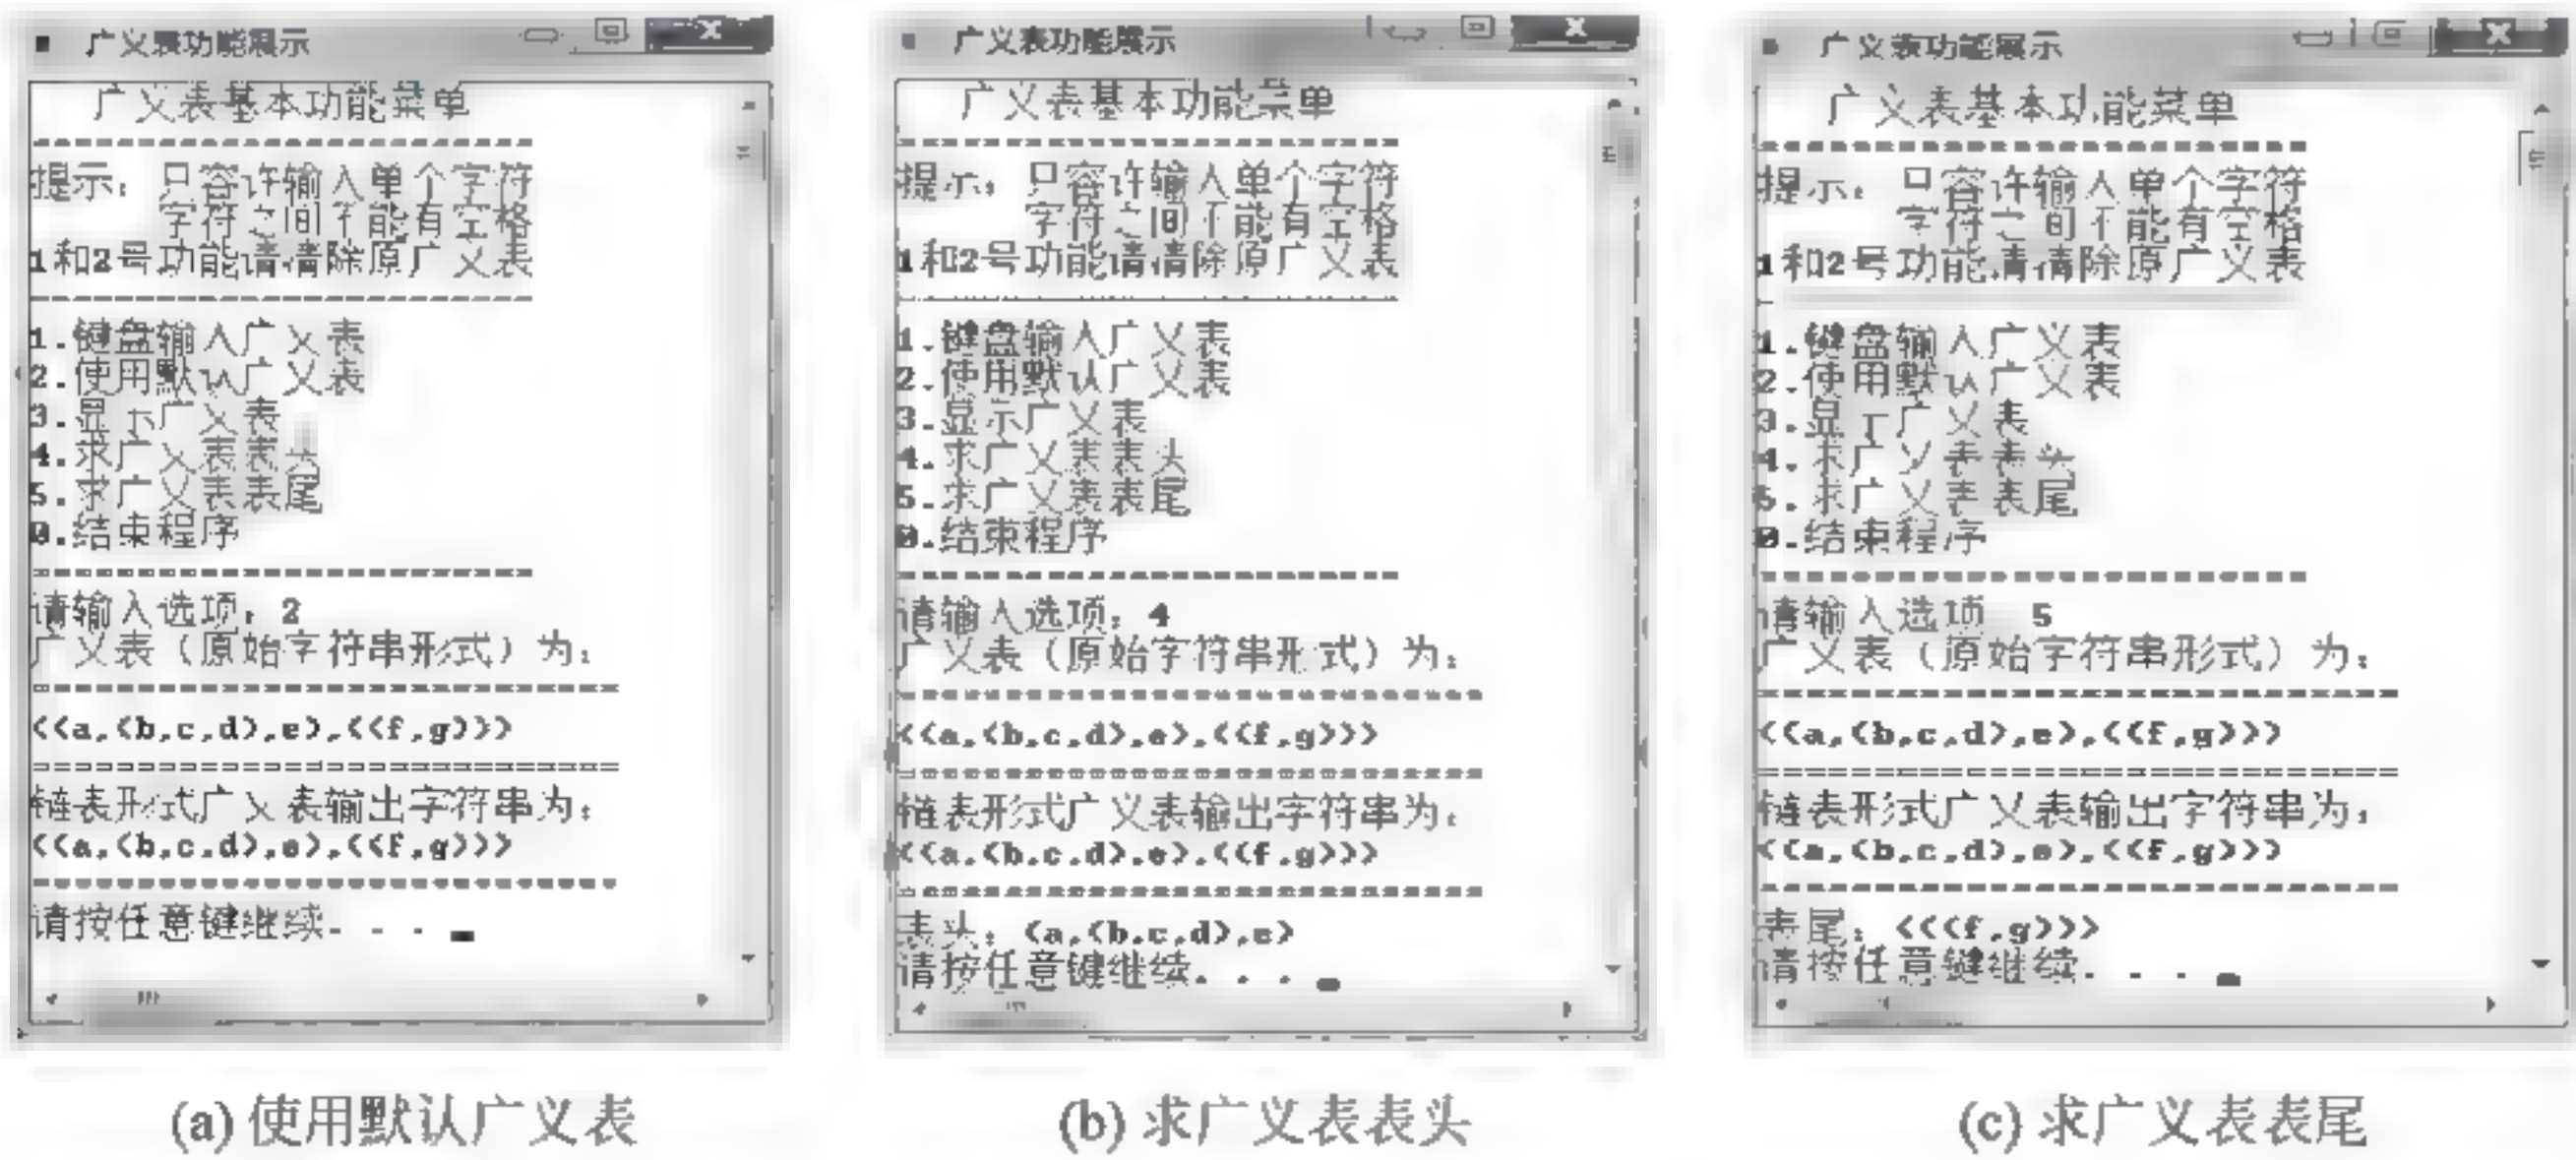 广义表功能展示
广义表基本功能菜单
提示：只容许输入单个字符
字符之间不能有空格
1和2号功能请清除原广义表
1.键盘输入广义表
2.使用默认广义表
3.显示广义表
4.求广义表表头
5.求广义表表尾
0.结束程序
请输入选项：2
广义表（原始字符串形式）为：
((a,(b,c,d),e),((f,g)))
链表形式广义表输出字符串为：
((a,(b,c,d),e),((f,g)))
请按任意键继续. . .
(a) 使用默认广义表
广义表功能展示
广义表基本功能菜单
提示：只容许输入单个字符
字符之间不能有空格
1和2号功能请清除原广义表
1.键盘输入广义表
2.使用默认广义表
3.显示广义表
4.求广义表表头
5.求广义表表尾
0.结束程序
请输入选项：4
广义表（原始字符串形式）为：
((a,(b,c,d),e),((f,g)))
链表形式广义表输出字符串为：
((a,(b,c,d),e),((f,g)))
表头：(a,(b,c,d),e)
请按任意键继续. . .
(b) 求广义表表头
广义表功能展示
广义表基本功能菜单
提示：只容许输入单个字符
字符之间不能有空格
1和2号功能请清除原广义表
1.键盘输入广义表
2.使用默认广义表
3.显示广义表
4.求广义表表头
5.求广义表表尾
0.结束程序
请输入选项：5
广义表（原始字符串形式）为：
((a,(b,c,d),e),((f,g)))
链表形式广义表输出字符串为：
((a,(b,c,d),e),((f,g)))
表尾：(((f,g)))
请按任意键继续. . .
(c) 求广义表表尾